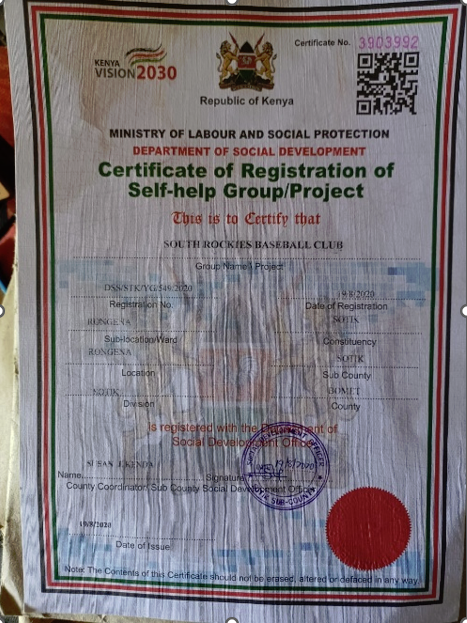 KENYA
VISION 2030
Certificate No. 3903992
Republic of Kenya
MINISTRY OF LABOUR AND SOCIAL PROTECTION
DEPARTMENT OF SOCIAL DEVELOPMENT
Certificate of Registration of
Self-help Group/Project
This is to Certify that
SOUTH ROCKIES BASEBALL CLUB
Group Name / Project
DSS/STK/YG/549/2020 19/8/2020
Registration No. Date of Registration
RONGENA SOTIK
Sub-location/Ward Constituency
RONGENA SOTIK
Location Sub County
SOTIK BOMET
Division County
is registered with the Department of
Social Development Office
SUSAN J.KENDA
Name Signature
County Coordinator/Sub County Social Development Officer
19/8/2020
Date of Issue
Note: The Contents of this Certificate should not be erased, altered or defaced in any way.